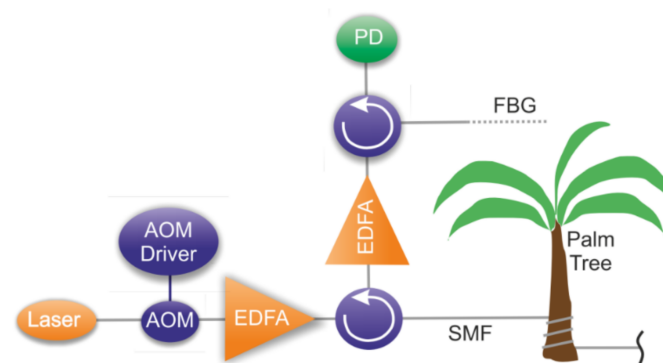 PD
FBG
EDFA
AOM
Driver
Palm
Tree
Laser
AOM
EDFA
SMF